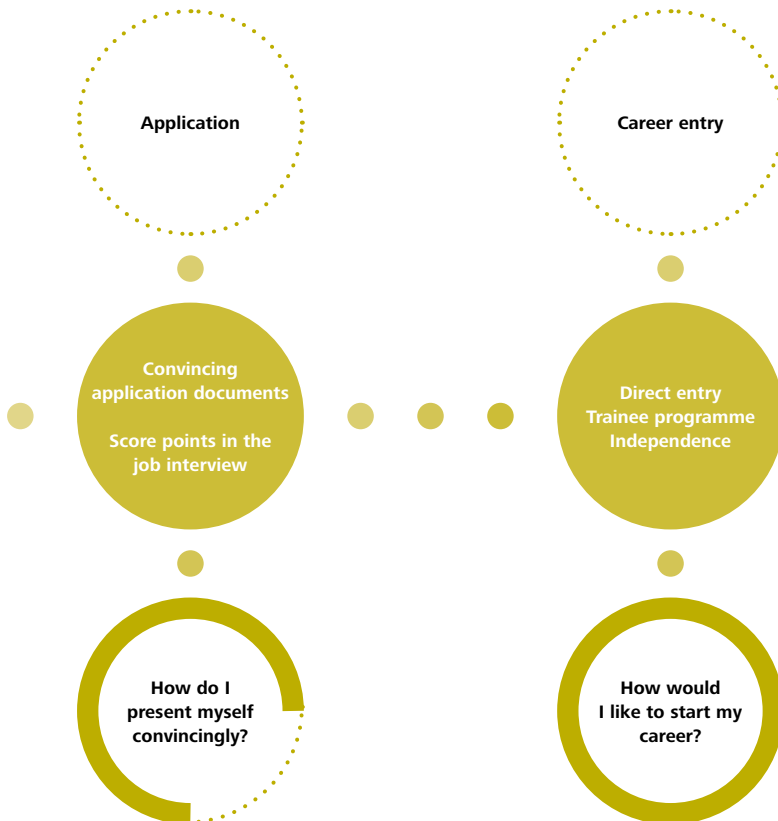 Application
Career entry
Convincing
application documents
Score points in the
job interview
Direct entry
Trainee programme
Independence
How do I
present myself
convincingly?
How would
I like to start my
career?